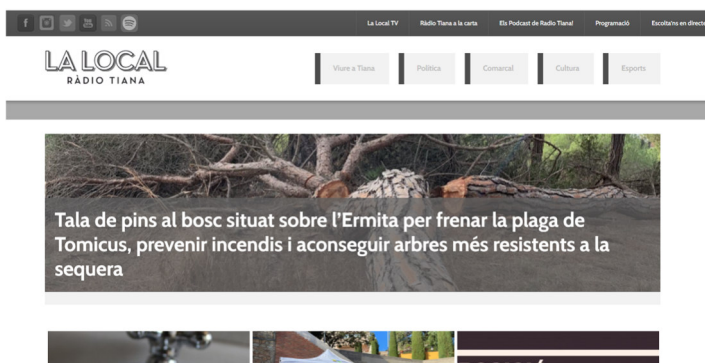 La Local TV
Ràdio Tiana a la carta
Els Podcast de Radio Tiana!
Programació
Escolta'ns en directe
LA LOCAL
RÀDIO TIANA
Viure a Tiana
Política
Comarcal
Cultura
Esports
Tala de pins al bosc situat sobre l'Ermita per frenar la plaga de
Tomicus, prevenir incendis i aconseguir arbres més resistents a la
sequera